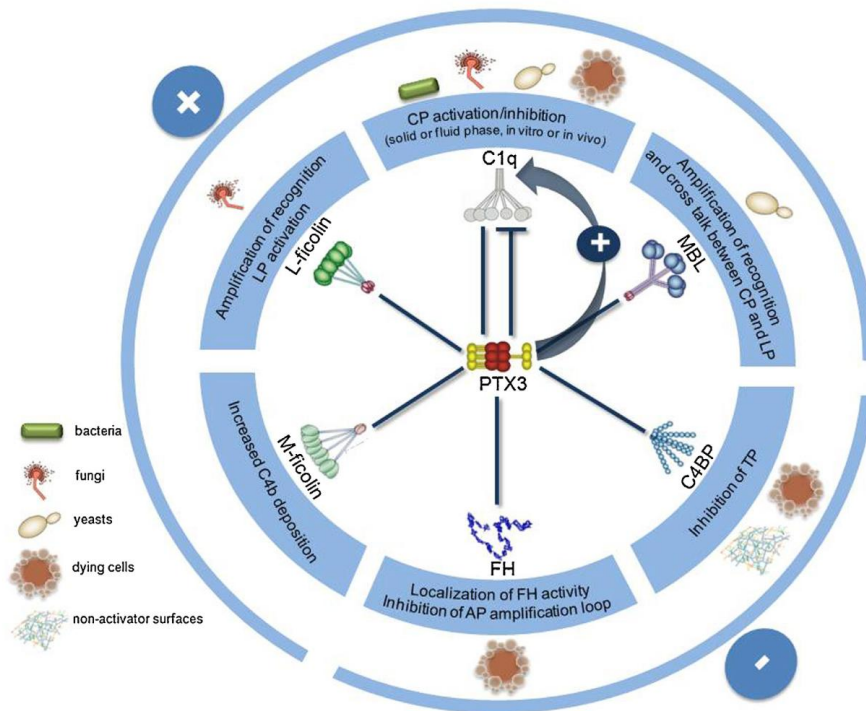 CP activation/inhibition
(solid or fluid phase, in vitro or in vivo)
C1q
Amplification of recognition
LP activation
L-ficolin
Amplification of recognition
and cross talk between CP and LP
MBL
PTX3
Increased C4b deposition
M-ficolin
C4BP
Inhibition of TP
FH
Localization of FH activity
Inhibition of AP amplification loop
bacteria
fungi
yeasts
dying cells
non-activator surfaces